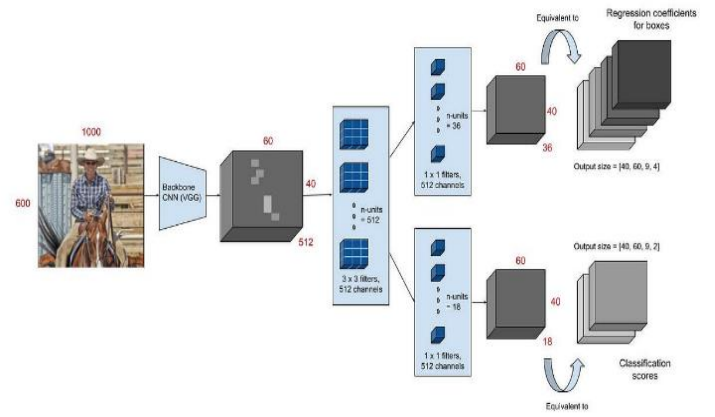 1000
600
Backbone
CNN (VGG)
60
40
512
n-units
= 512
3 x 3 filters,
512 channels
n-units
= 36
1 x 1 filters,
512 channels
60
40
36
Equivalent to
Regression coefficients
for boxes
Output size = [40, 60, 9, 4]
n-units
= 18
1 x 1 filters,
512 channels
60
40
18
Output size = [40, 60, 9, 2]
Classification
scores
Equivalent to